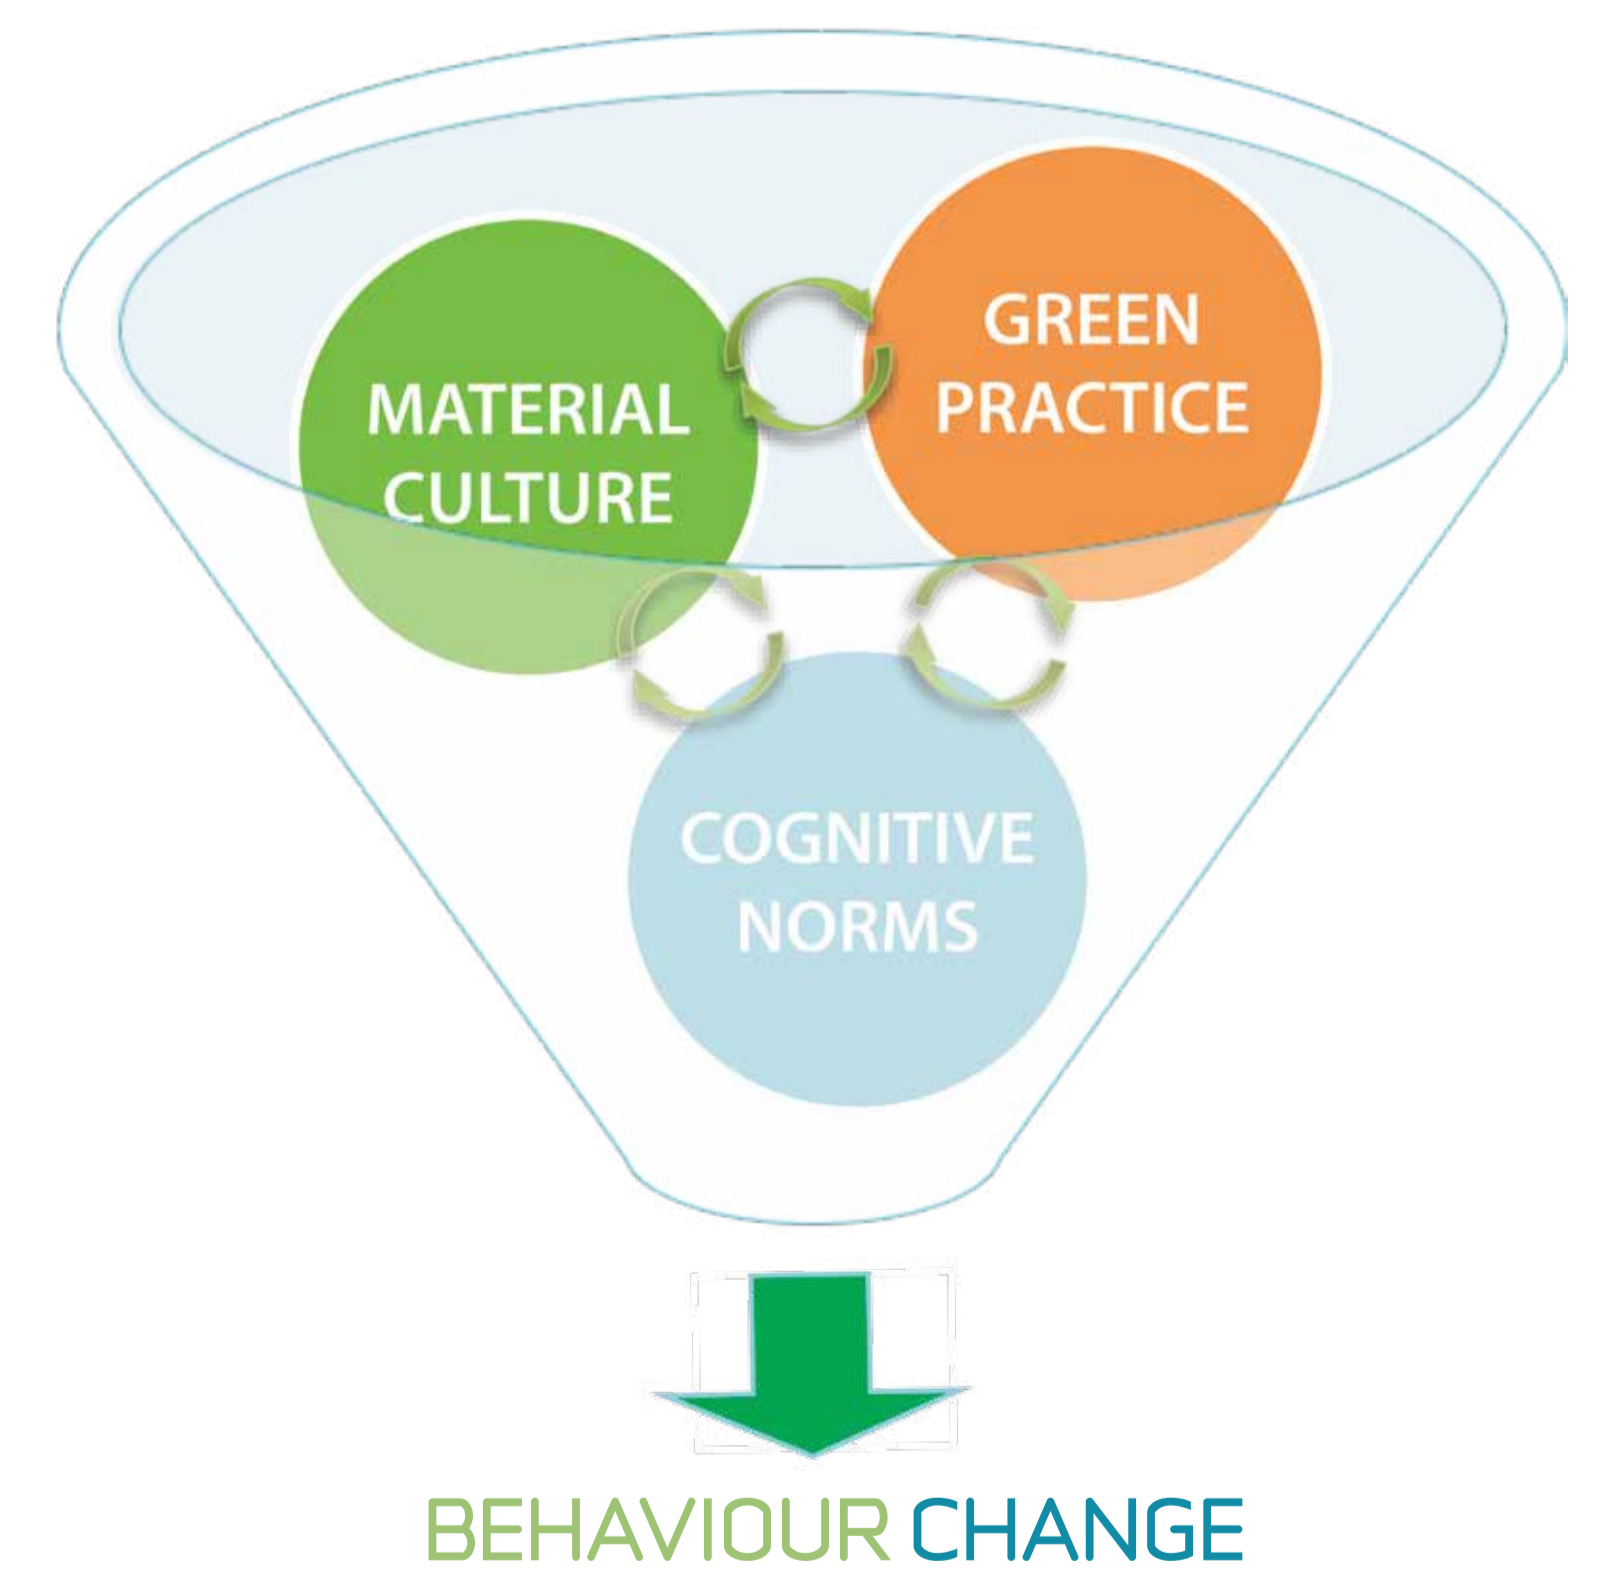 MATERIAL
CULTURE
GREEN
PRACTICE
COGNITIVE
NORMS
BEHAVIOUR CHANGE